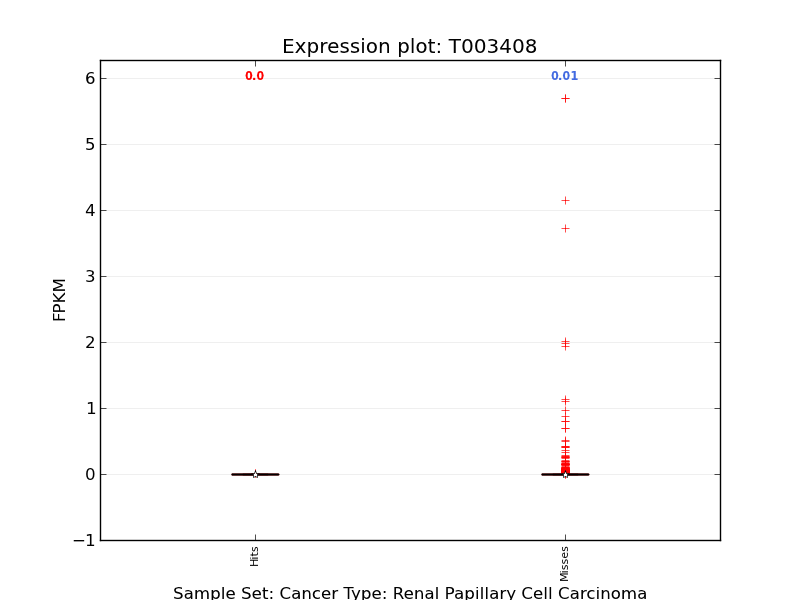 Expression plot: T003408
0.0
0.01
6
5
4
3
2
1
0
−1
FPKM
Hits
Misses
Sample Set: Cancer Type: Renal Papillary Cell Carcinoma